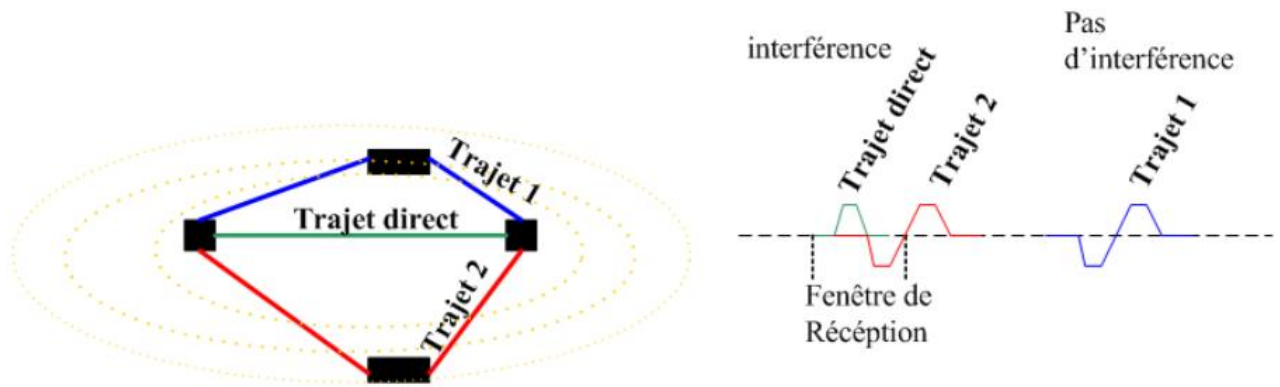 Trajet 1
Trajet direct
Trajet 2
interférence
Trajet direct
Trajet 2
Pas
d'interférence
Trajet 1
Fenêtre de
Récéption